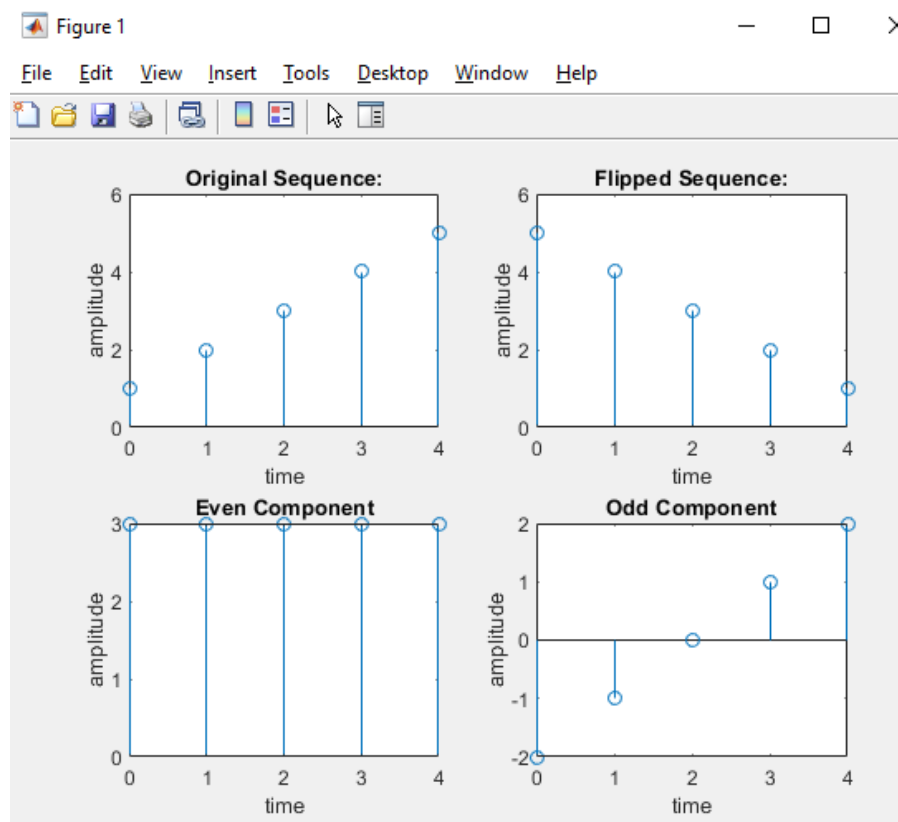 Figure 1
File Edit View Insert Tools Desktop Window Help
Original Sequence:
6
4
2
0
amplitude
0 1 2 3 4
time
Flipped Sequence:
6
4
2
0
amplitude
0 1 2 3 4
time
Even Component
3
2
1
0
amplitude
0 1 2 3 4
time
Odd Component
2
1
0
-1
-2
amplitude
0 1 2 3 4
time